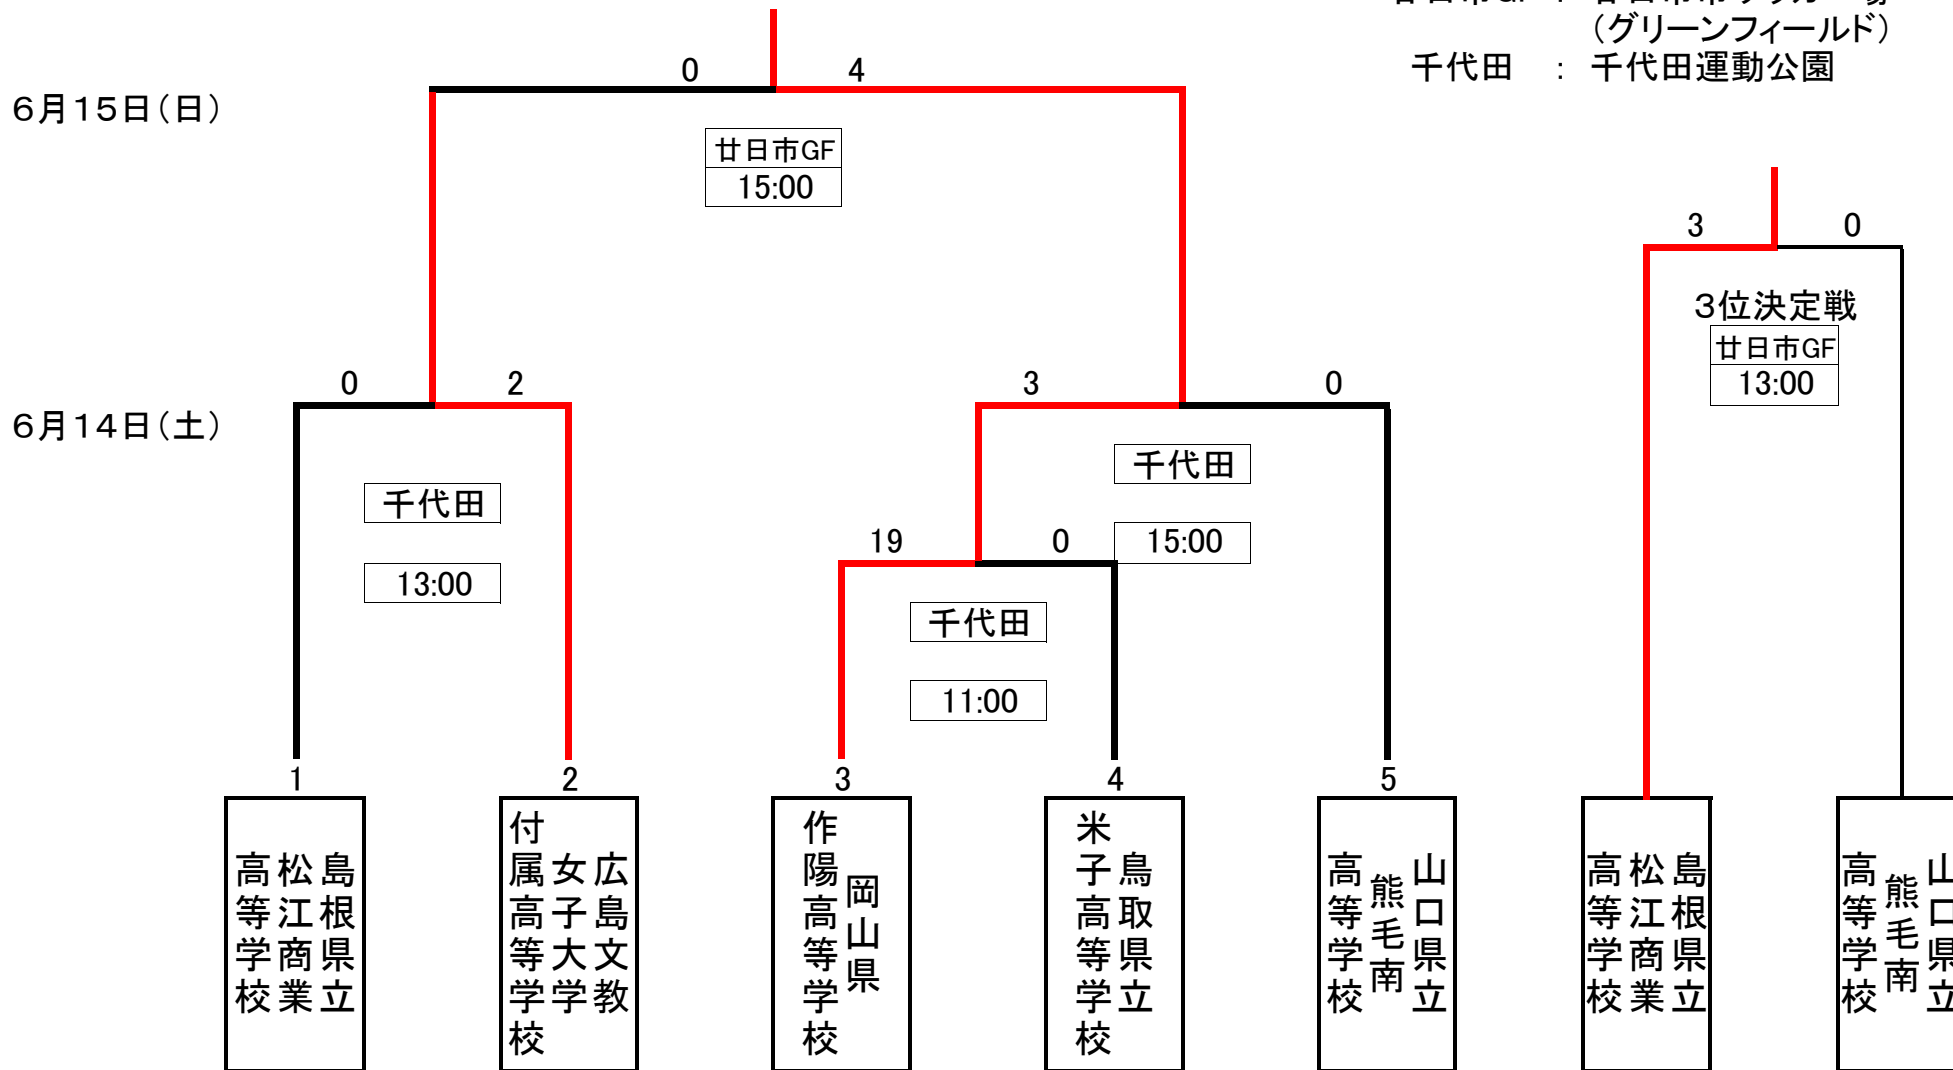 (グリーンフィールド)
千代田 : 千代田運動公園
0 4
6月15日(日)
廿日市GF
15:00
3 0
3位決定戦
廿日市GF
13:00
0 2
3 0
6月14日(土)
千代田
13:00
千代田
15:00
19 0
千代田
11:00
1
2
3
4
5
島根県立
松江商業
高等学校
広島文教
女子大学
付属高等学校
岡山県
作陽高等学校
鳥取県立
米子高等学校
山口県立
熊毛南
高等学校
島根県立
松江商業
高等学校
山口県立
熊毛南
高等学校